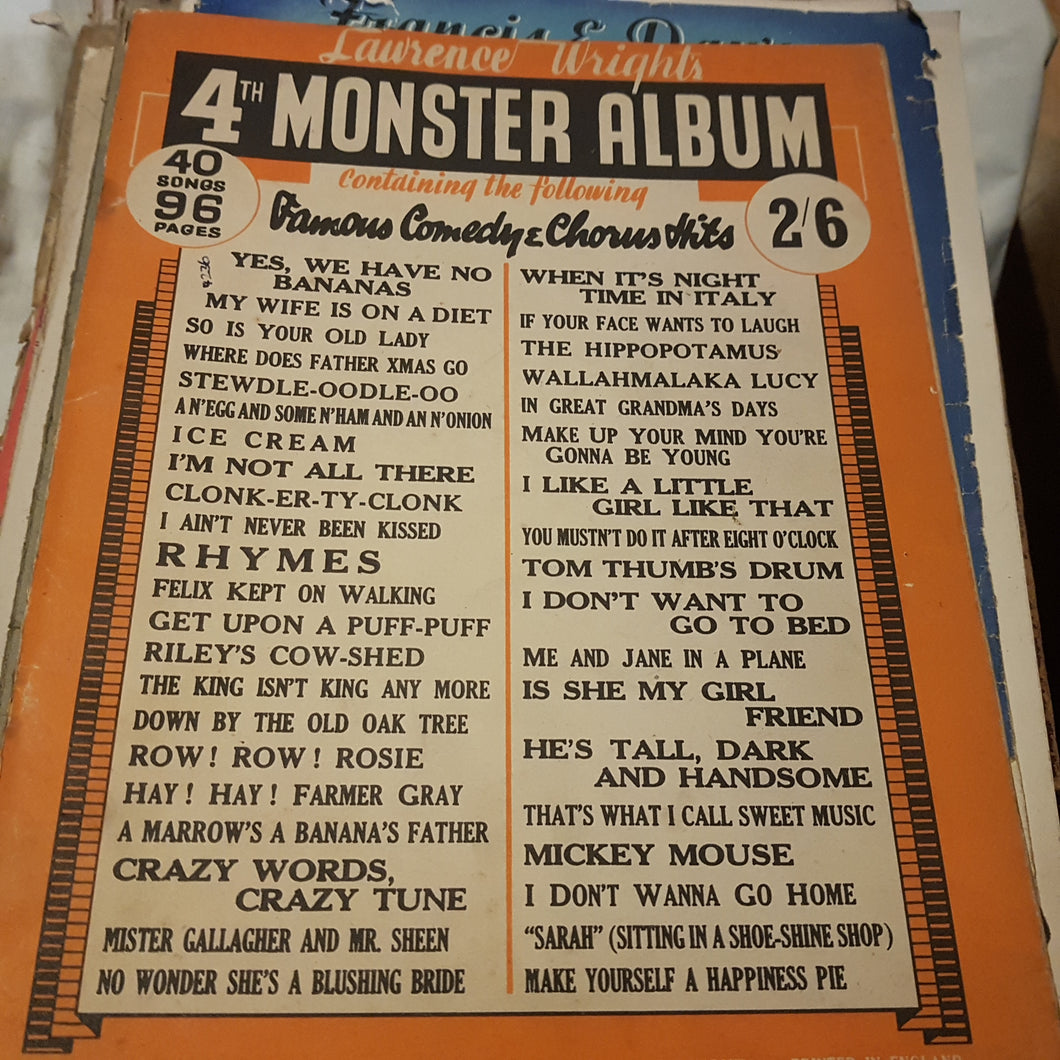 Francis & Day's
Lawrence Wright's
4TH MONSTER ALBUM
40
SONGS
96
PAGES
Containing the following
Famous Comedy & Chorus Hits
2/6
4236
YES, WE HAVE NO
BANANAS
MY WIFE IS ON A DIET
SO IS YOUR OLD LADY
WHERE DOES FATHER XMAS GO
STEWDLE-OODLE-OO
A N'EGG AND SOME N'HAM AND AN N'ONION
ICE CREAM
I'M NOT ALL THERE
CLONK-ER-TY-CLONK
I AIN'T NEVER BEEN KISSED
RHYMES
FELIX KEPT ON WALKING
GET UPON A PUFF-PUFF
RILEY'S COW-SHED
THE KING ISN'T KING ANY MORE
DOWN BY THE OLD OAK TREE
ROW! ROW! ROSIE
HAY! HAY! FARMER GRAY
A MARROW'S A BANANA'S FATHER
CRAZY WORDS,
CRAZY TUNE
MISTER GALLAGHER AND MR. SHEEN
NO WONDER SHE'S A BLUSHING BRIDE
WHEN IT'S NIGHT
TIME IN ITALY
IF YOUR FACE WANTS TO LAUGH
THE HIPPOPOTAMUS
WALLAHMALAKA LUCY
IN GREAT GRANDMA'S DAYS
MAKE UP YOUR MIND YOU'RE
GONNA BE YOUNG
I LIKE A LITTLE
GIRL LIKE THAT
YOU MUSTN'T DO IT AFTER EIGHT O'CLOCK
TOM THUMB'S DRUM
I DON'T WANT TO
GO TO BED
ME AND JANE IN A PLANE
IS SHE MY GIRL
FRIEND
HE'S TALL, DARK
AND HANDSOME
THAT'S WHAT I CALL SWEET MUSIC
MICKEY MOUSE
I DON'T WANNA GO HOME
"SARAH" (SITTING IN A SHOE-SHINE SHOP)
MAKE YOURSELF A HAPPINESS PIE
PRINTED IN ENGLAND